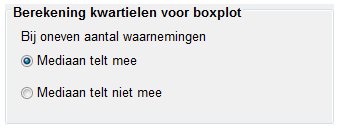 Berekening kwartielen voor boxplot
Bij oneven aantal waarnemingen
Mediaan telt mee
Mediaan telt niet mee